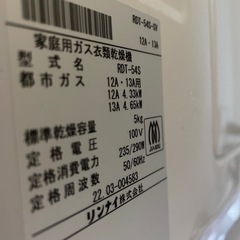 RDT-54S-SV
12A・13A
家庭用ガス衣類乾燥機
型式名 RDT-54S
都市ガス 12A・13A用
12A 4.33kW
13A 4.65kW
標準乾燥容量 5kg
定格電圧 100V
定格消費電力 235/290W
定格周波数 50/60Hz
22.03-004583
リンナイ株式会社